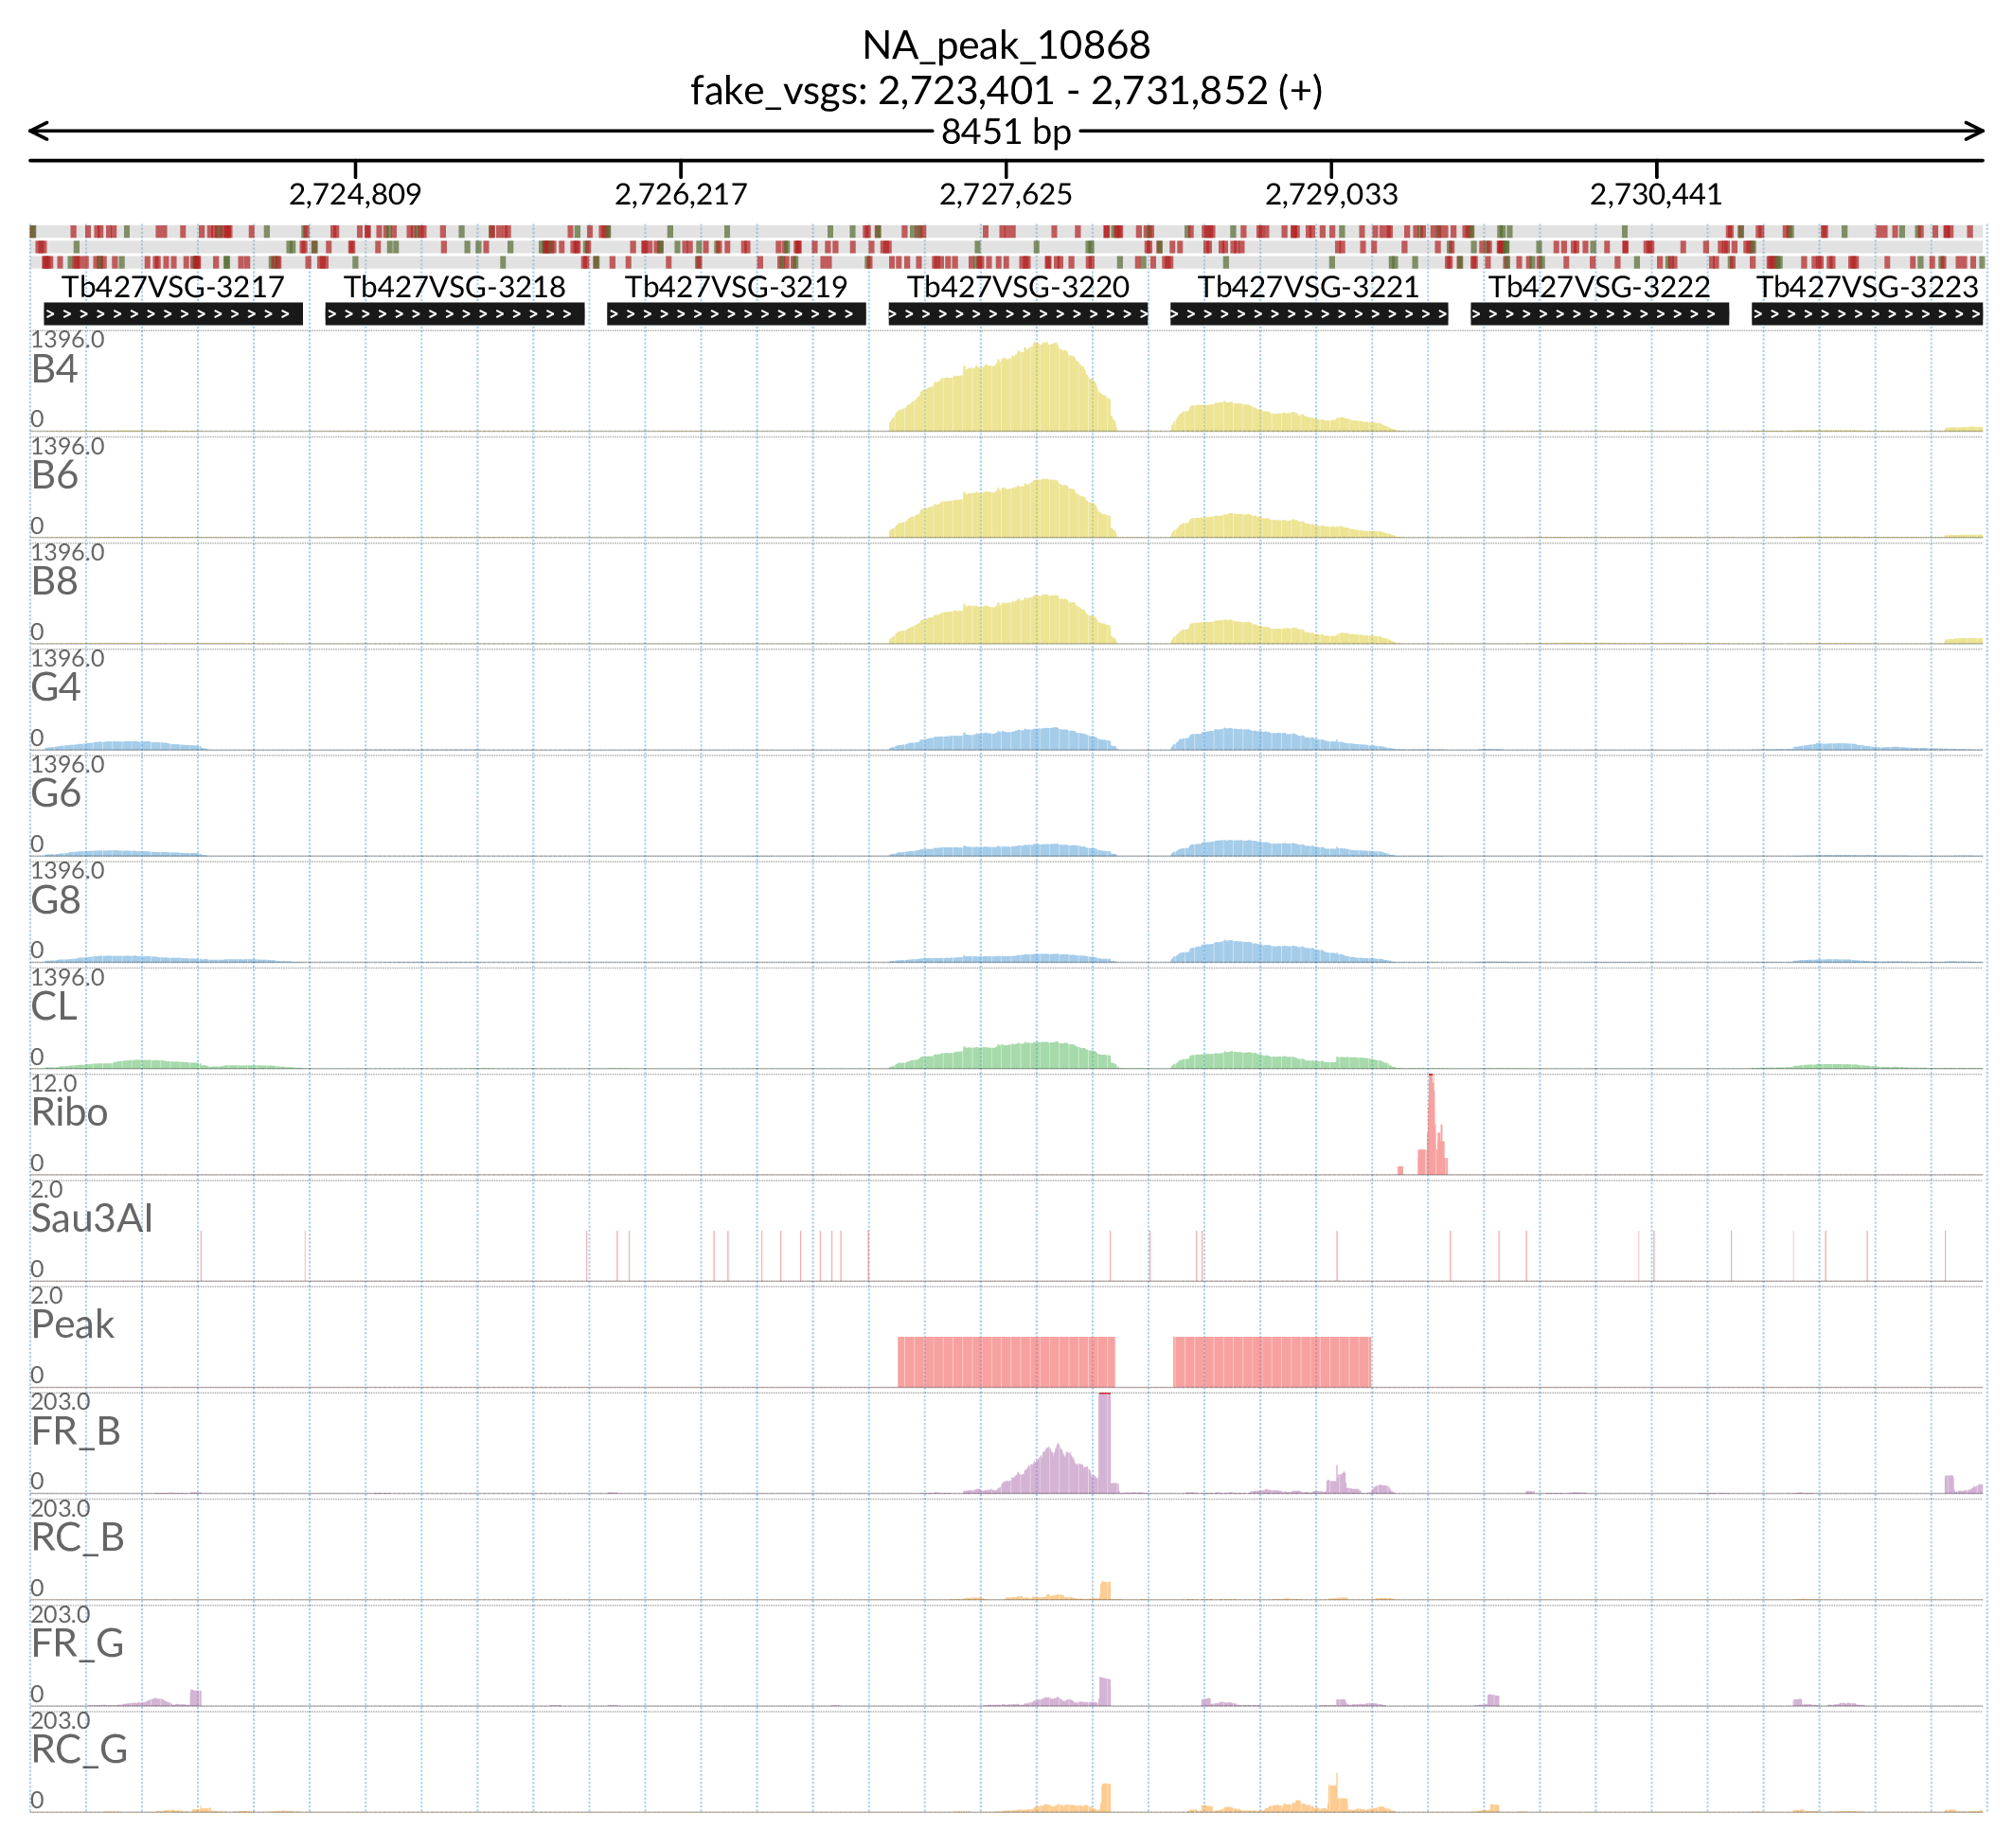 NA_peak_10868
fake_vsgs: 2,723,401 - 2,731,852 (+)
8451 bp
2,724,809 2,726,217 2,727,625 2,729,033 2,730,441
Tb427VSG-3217 Tb427VSG-3218 Tb427VSG-3219 Tb427VSG-3220 Tb427VSG-3221 Tb427VSG-3222 Tb427VSG-3223
1396.0
B4
0
1396.0
B6
0
1396.0
B8
0
1396.0
G4
0
1396.0
G6
0
1396.0
G8
0
1396.0
CL
0
12.0
Ribo
0
2.0
Sau3AI
0
2.0
Peak
0
203.0
FR_B
0
203.0
RC_B
0
203.0
FR_G
0
203.0
RC_G
0